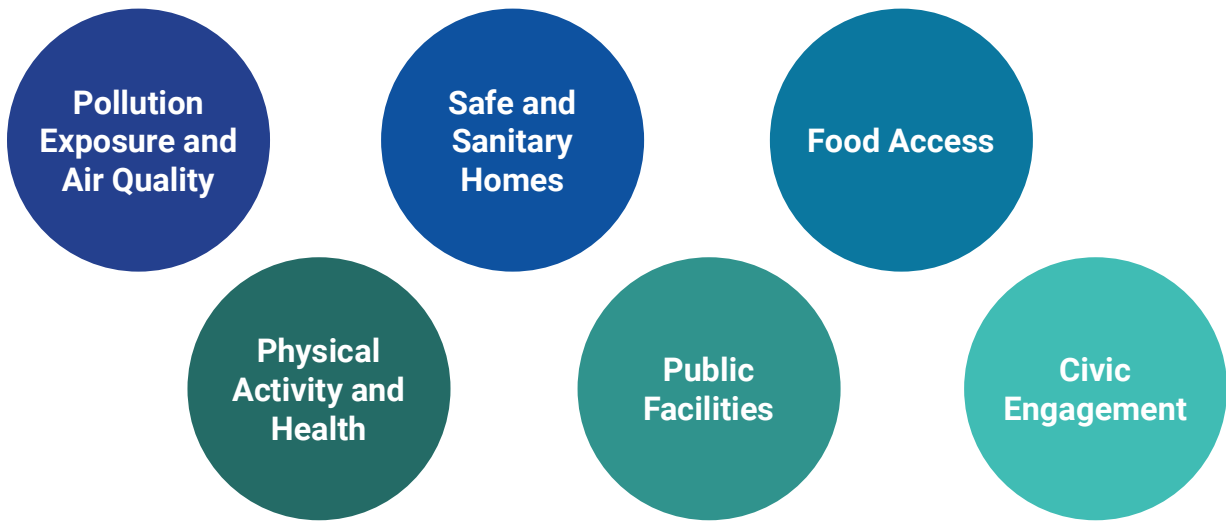 Pollution
Exposure and
Air Quality
Safe and
Sanitary
Homes
Food Access
Physical
Activity and
Health
Public
Facilities
Civic
Engagement